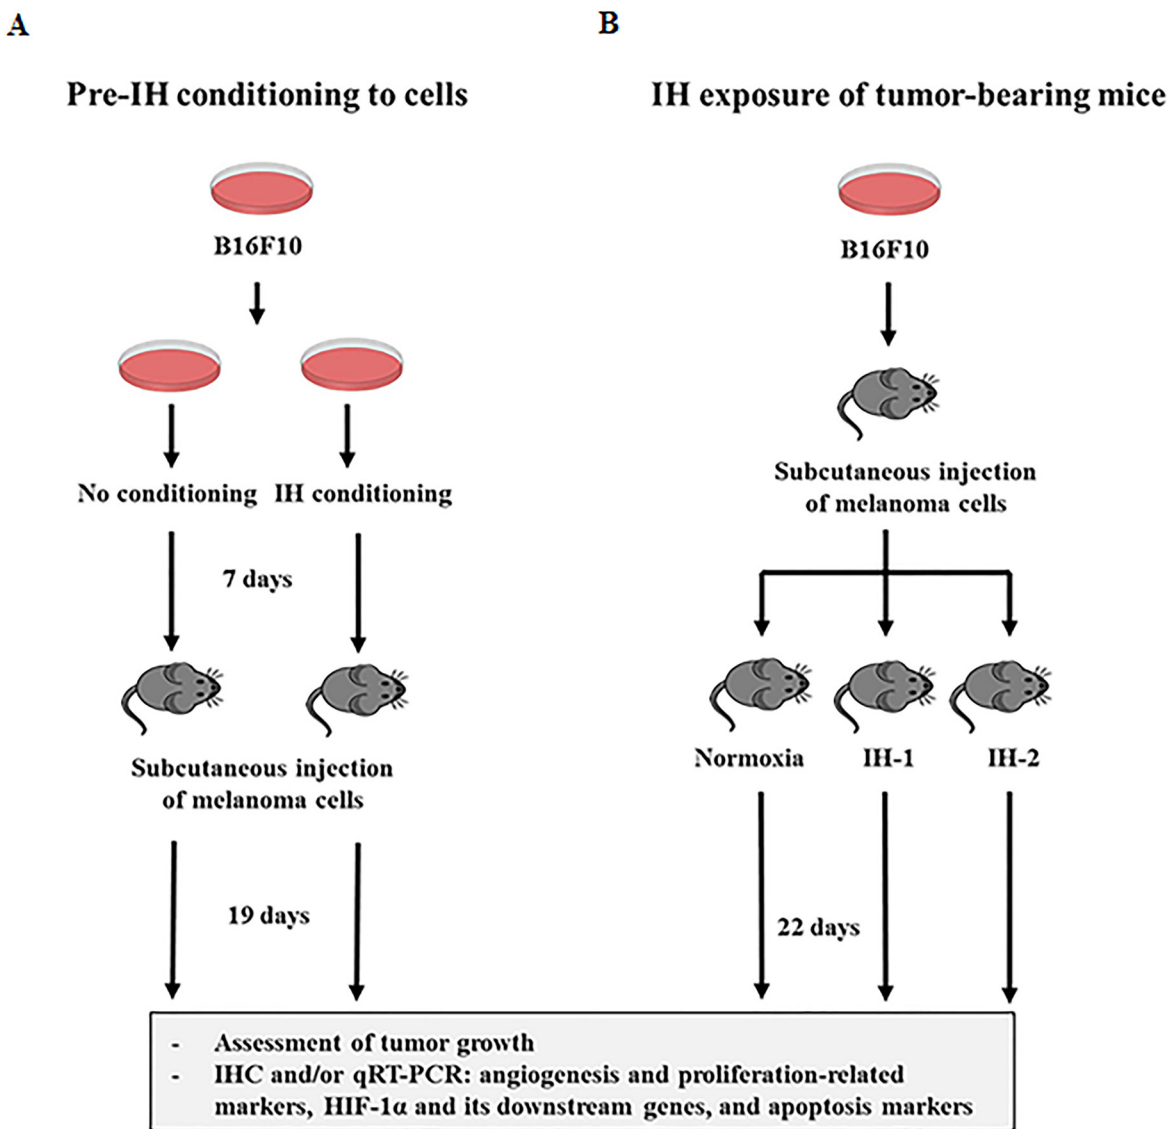 A
Pre-IH conditioning to cells
B16F10
No conditioning
IH conditioning
7 days
Subcutaneous injection
of melanoma cells
19 days
B
IH exposure of tumor-bearing mice
B16F10
Subcutaneous injection
of melanoma cells
Normoxia
IH-1
IH-2
22 days
- Assessment of tumor growth
- IHC and/or qRT-PCR: angiogenesis and proliferation-related
markers, HIF-1α and its downstream genes, and apoptosis markers